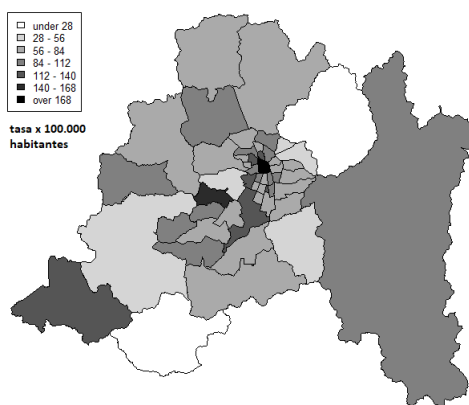 under 28
28 - 56
56 - 84
84 - 112
112 - 140
140 - 168
over 168
tasa x 100.000
habitantes